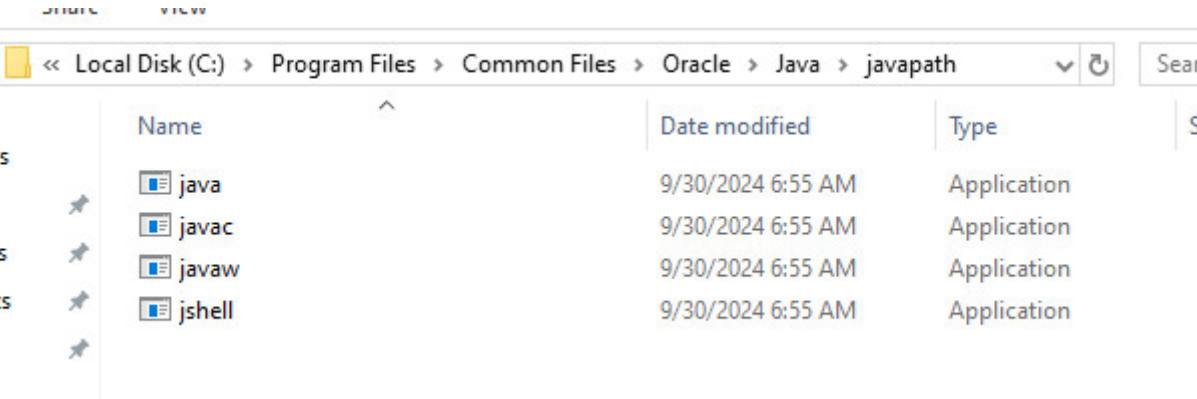 Share View
« Local Disk (C:) › Program Files › Common Files › Oracle › Java › javapath
Name Date modified Type
java 9/30/2024 6:55 AM Application
javac 9/30/2024 6:55 AM Application
javaw 9/30/2024 6:55 AM Application
jshell 9/30/2024 6:55 AM Application